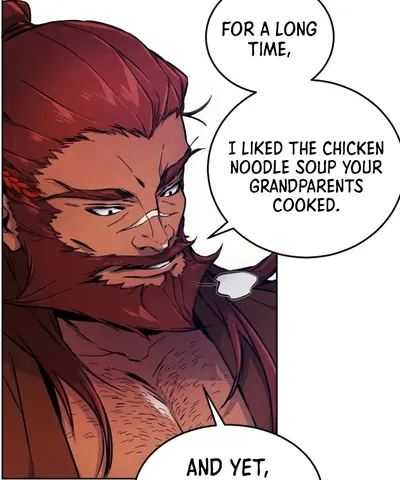 FOR A LONG
TIME,
I LIKED THE CHICKEN
NOODLE SOUP YOUR
GRANDPARENTS
COOKED.
AND YET,